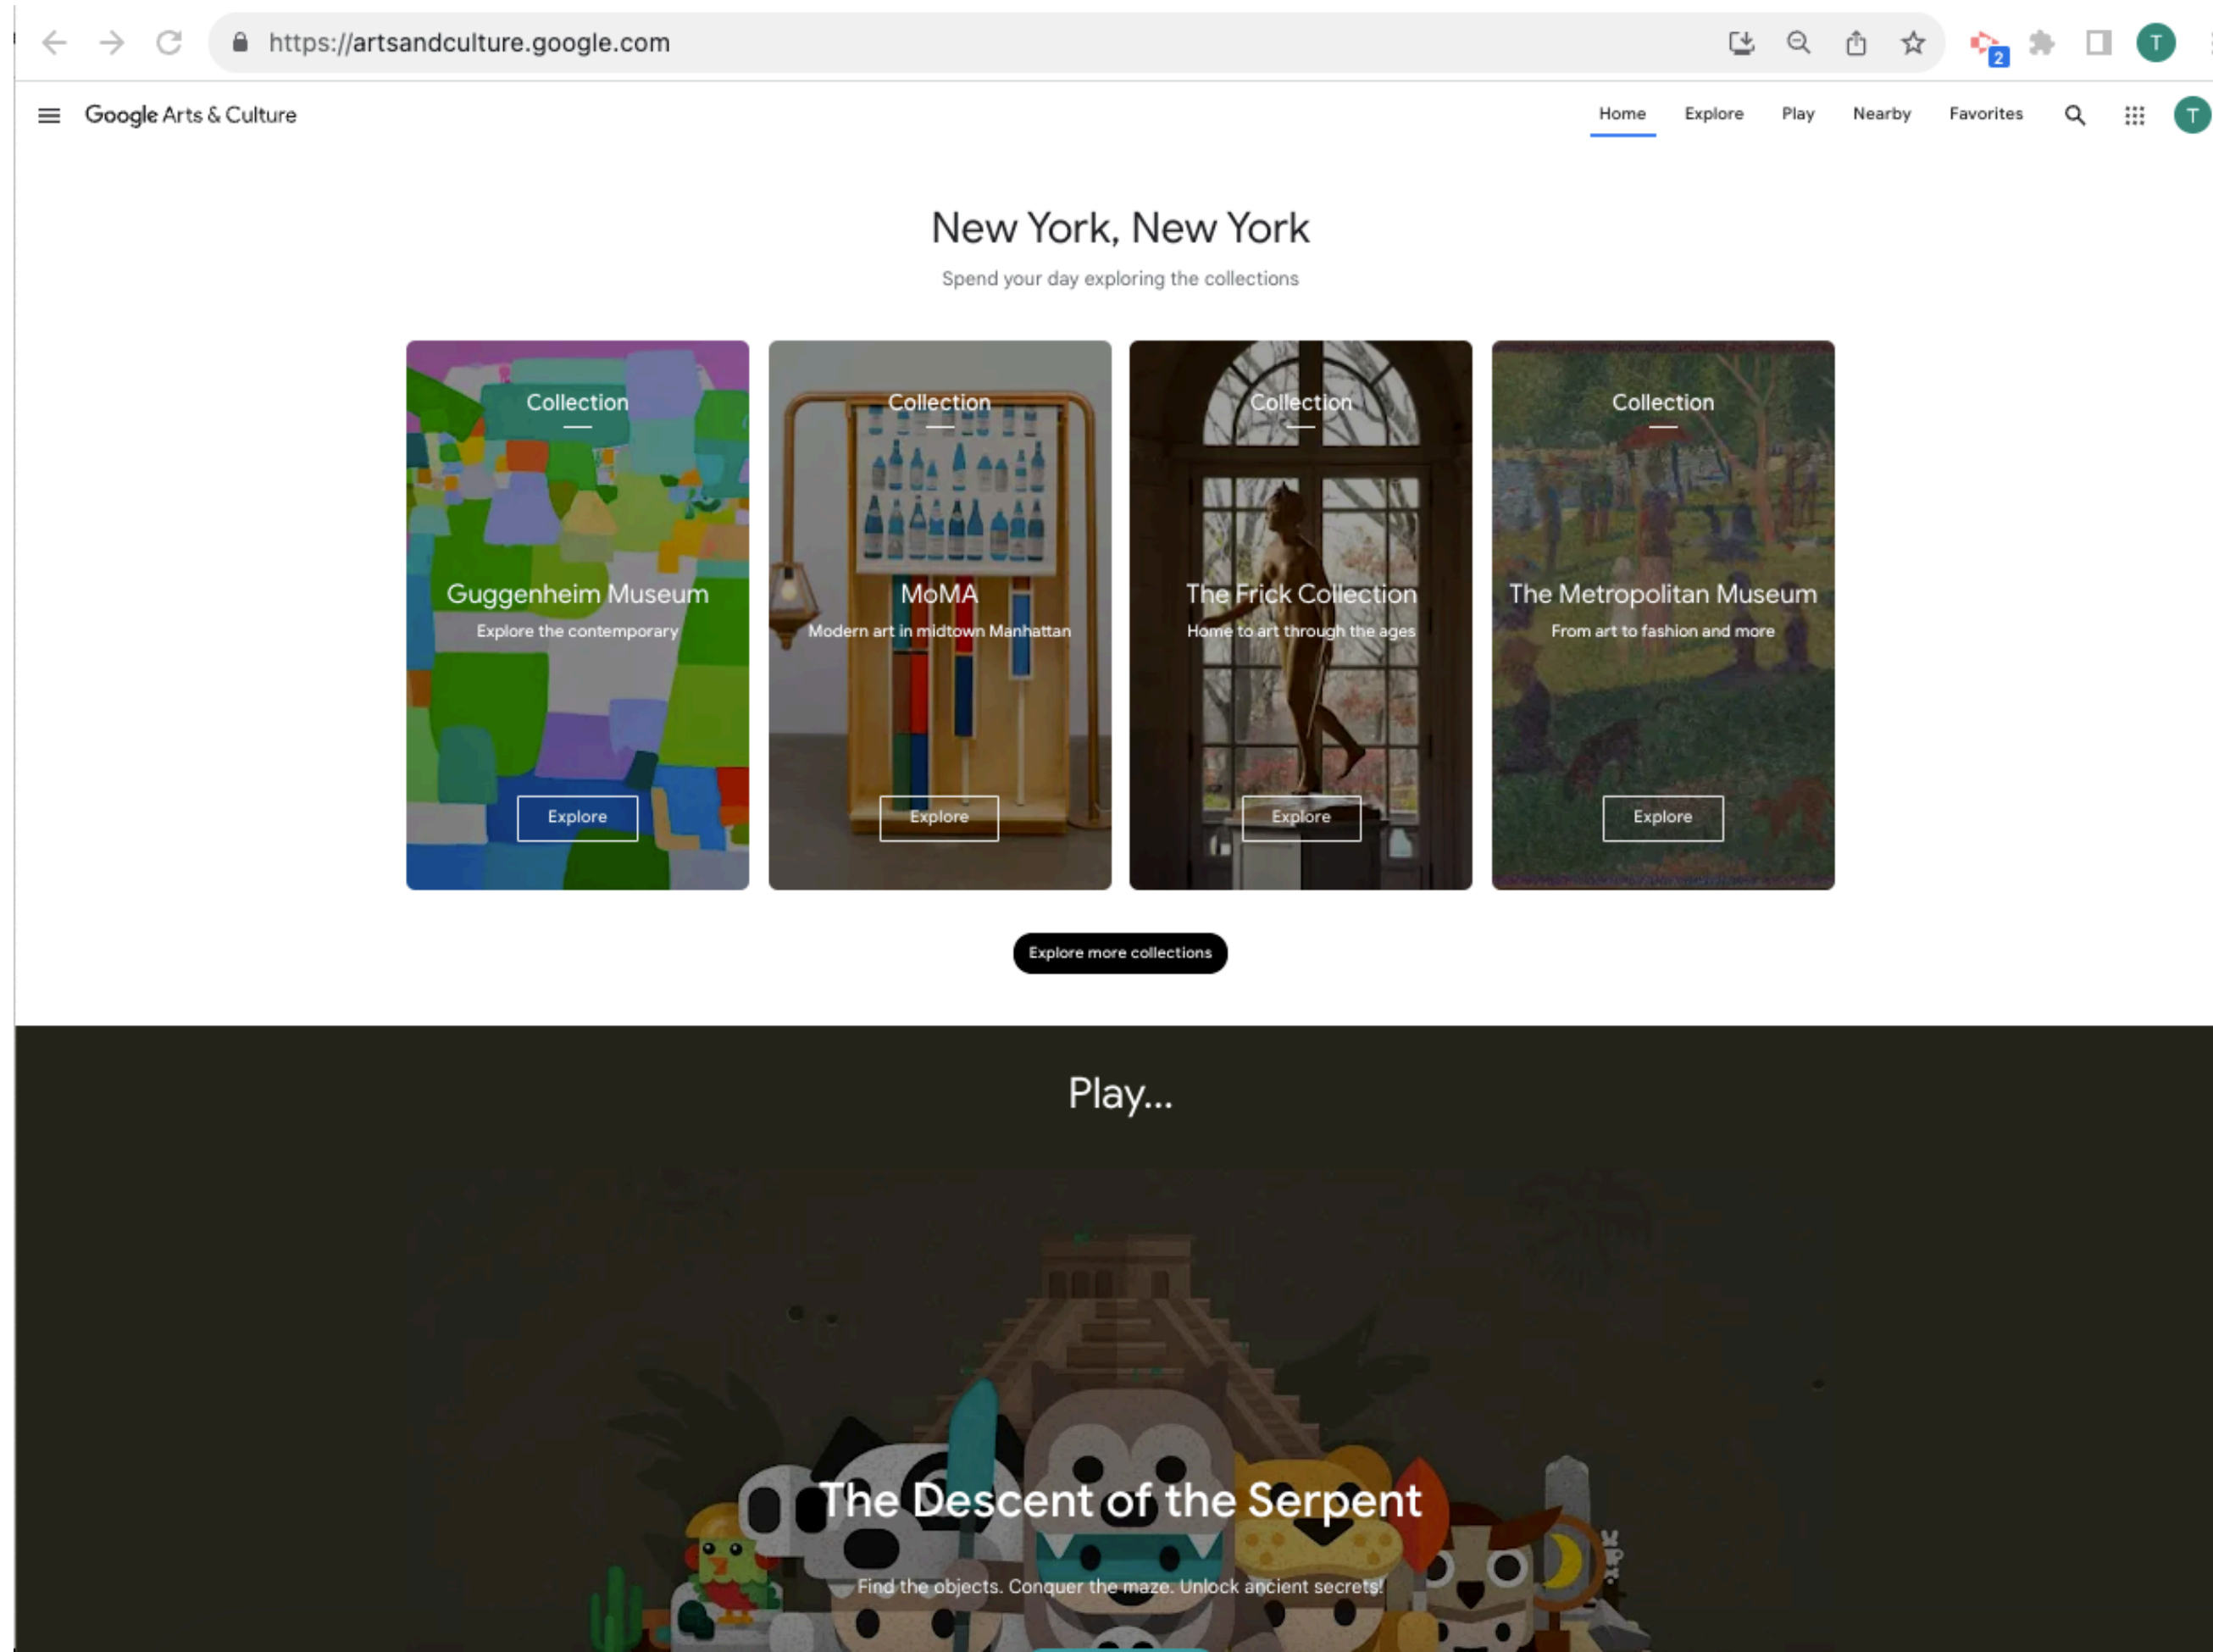 https://artsandculture.google.com
2
T
Google Arts & Culture
Home
Explore
Play
Nearby
Favorites
T
New York, New York
Spend your day exploring the collections
Collection
Guggenheim Museum
Explore the contemporary
Explore
Collection
MoMA
Modern art in midtown Manhattan
Explore
Collection
The Frick Collection
Home to art through the ages
Explore
Collection
The Metropolitan Museum
From art to fashion and more
Explore
Explore more collections
Play...
The Descent of the Serpent
Find the objects. Conquer the maze. Unlock ancient secrets!